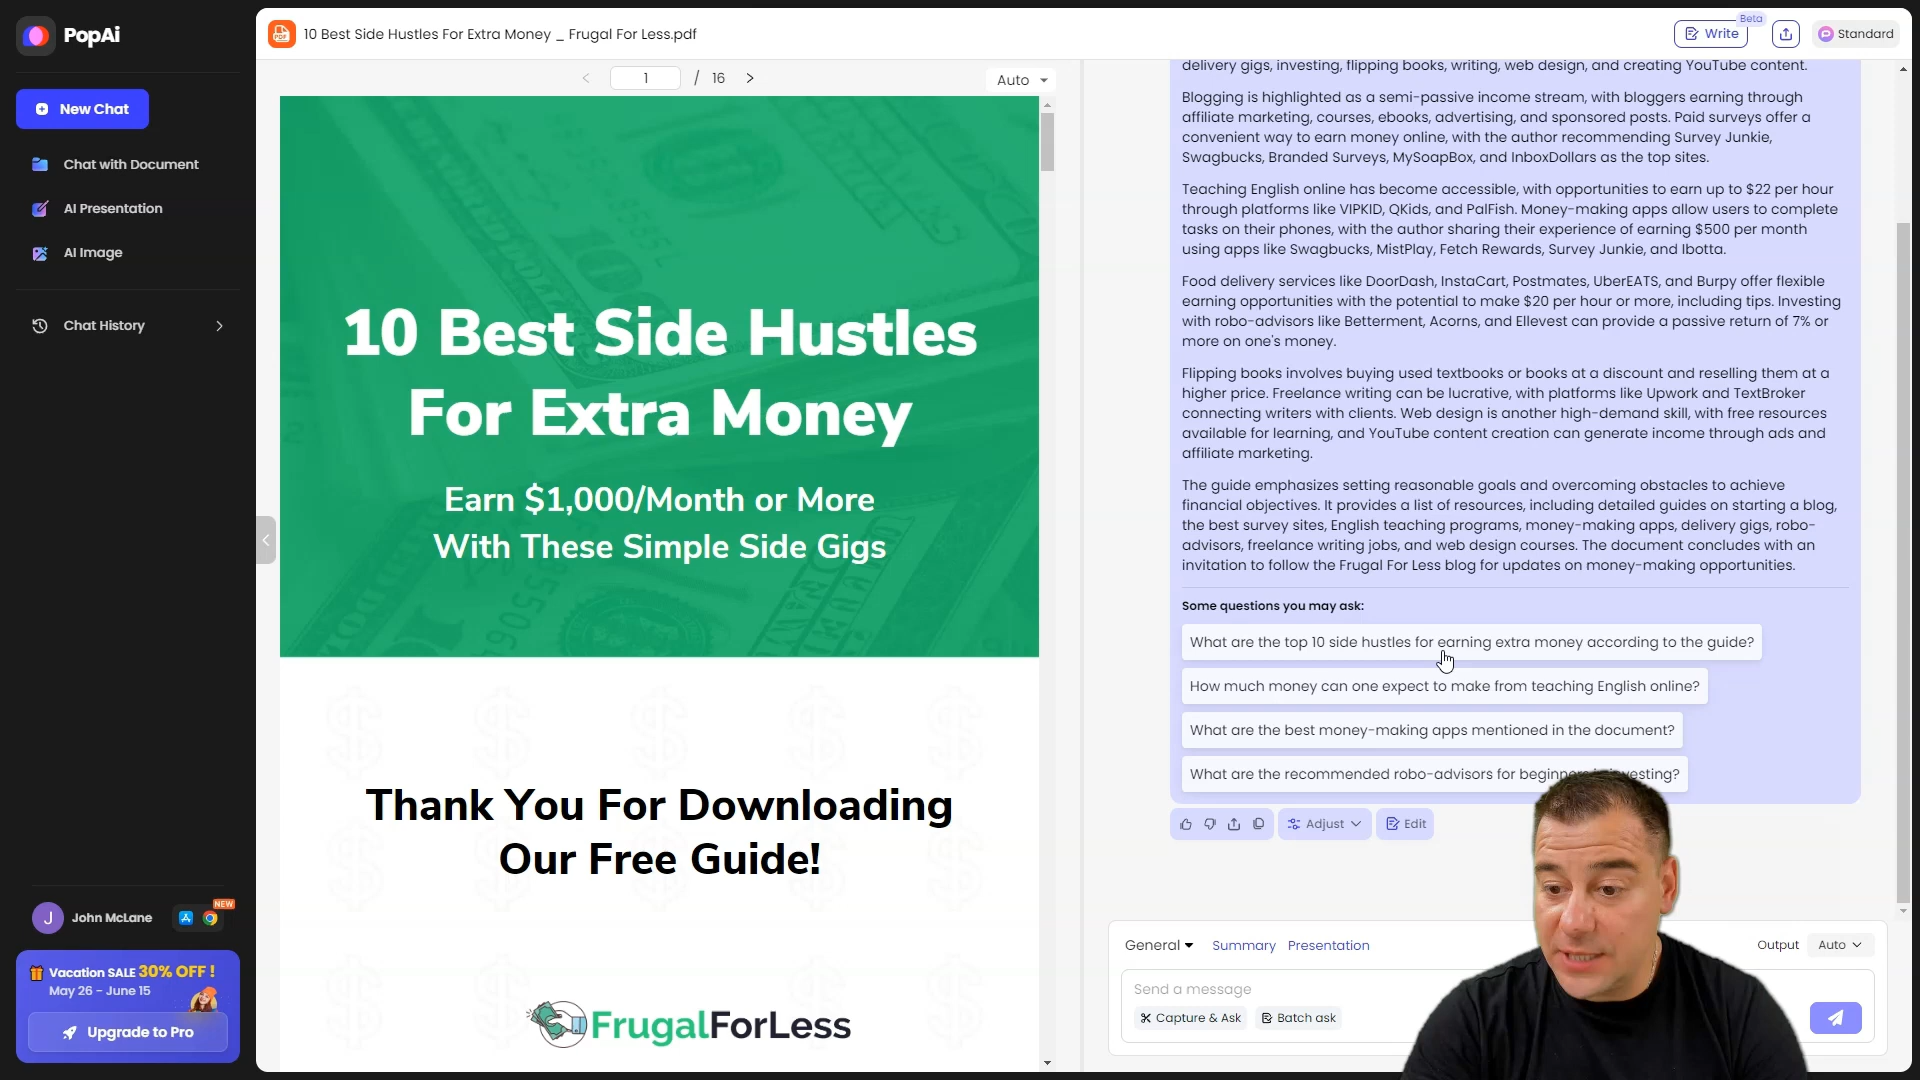 PopAi
New Chat
Chat with Document
AI Presentation
AI Image
Chat History
J
John McLane
NEW
Vacation SALE 30% OFF !
May 26 - June 15
Upgrade to Pro
PDF
10 Best Side Hustles For Extra Money _ Frugal For Less.pdf
Write
Beta
Standard
1 / 16
Auto
10 Best Side Hustles
For Extra Money
Earn $1,000/Month or More
With These Simple Side Gigs
Thank You For Downloading
Our Free Guide!
FrugalForLess
delivery gigs, investing, flipping books, writing, web design, and creating YouTube content.
Blogging is highlighted as a semi-passive income stream, with bloggers earning through
affiliate marketing, courses, ebooks, advertising, and sponsored posts. Paid surveys offer a
convenient way to earn money online, with the author recommending Survey Junkie,
Swagbucks, Branded Surveys, MySoapBox, and InboxDollars as the top sites.
Teaching English online has become accessible, with opportunities to earn up to $22 per hour
through platforms like VIPKID, QKids, and PalFish. Money-making apps allow users to complete
tasks on their phones, with the author sharing their experience of earning $500 per month
using apps like Swagbucks, MistPlay, Fetch Rewards, Survey Junkie, and Ibotta.
Food delivery services like DoorDash, InstaCart, Postmates, UberEATS, and Burpy offer flexible
earning opportunities with the potential to make $20 per hour or more, including tips. Investing
with robo-advisors like Betterment, Acorns, and Ellevest can provide a passive return of 7% or
more on one's money.
Flipping books involves buying used textbooks or books at a discount and reselling them at a
higher price. Freelance writing can be lucrative, with platforms like Upwork and TextBroker
connecting writers with clients. Web design is another high-demand skill, with free resources
available for learning, and YouTube content creation can generate income through ads and
affiliate marketing.
The guide emphasizes setting reasonable goals and overcoming obstacles to achieve
financial objectives. It provides a list of resources, including detailed guides on starting a blog,
the best survey sites, English teaching programs, money-making apps, delivery gigs, robo-
advisors, freelance writing jobs, and web design courses. The document concludes with an
invitation to follow the Frugal For Less blog for updates on money-making opportunities.
Some questions you may ask:
What are the top 10 side hustles for earning extra money according to the guide?
How much money can one expect to make from teaching English online?
What are the best money-making apps mentioned in the document?
What are the recommended robo-advisors for beginners investing?
Adjust
Edit
General
Summary
Presentation
Output
Auto
Send a message
Capture & Ask
Batch ask